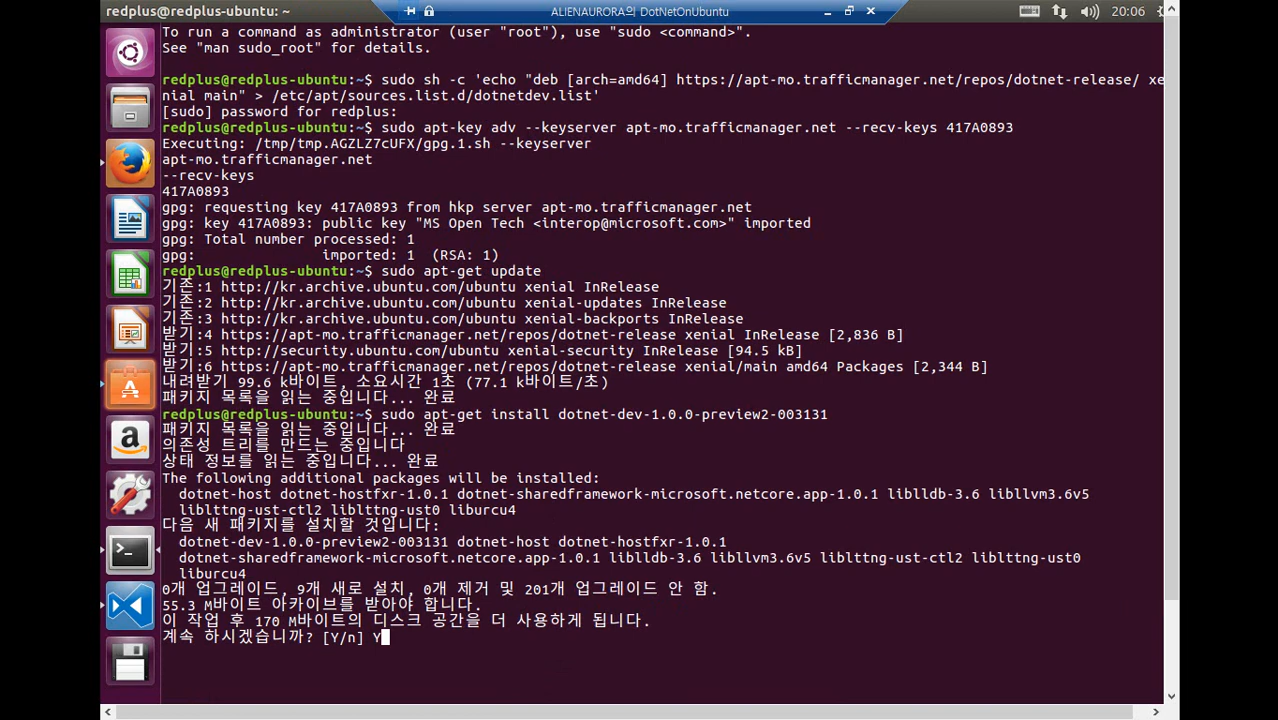 redplus@redplus-ubuntu: ~
ALIENAURORA의 DotNetOnUbuntu
20:06
To run a command as administrator (user "root"), use "sudo <command>".
See "man sudo_root" for details.
redplus@redplus-ubuntu:~$ sudo sh -c 'echo "deb [arch=amd64] https://apt-mo.trafficmanager.net/repos/dotnet-release/ xe
nial main" > /etc/apt/sources.list.d/dotnetdev.list'
[sudo] password for redplus:
redplus@redplus-ubuntu:~$ sudo apt-key adv --keyserver apt-mo.trafficmanager.net --recv-keys 417A0893
Executing: /tmp/tmp.AGZLZ7cUFX/gpg.1.sh --keyserver
apt-mo.trafficmanager.net
--recv-keys
417A0893
gpg: requesting key 417A0893 from hkp server apt-mo.trafficmanager.net
gpg: key 417A0893: public key "MS Open Tech <interop@microsoft.com>" imported
gpg: Total number processed: 1
gpg:               imported: 1  (RSA: 1)
redplus@redplus-ubuntu:~$ sudo apt-get update
기존:1 http://kr.archive.ubuntu.com/ubuntu xenial InRelease
기존:2 http://kr.archive.ubuntu.com/ubuntu xenial-updates InRelease
기존:3 http://kr.archive.ubuntu.com/ubuntu xenial-backports InRelease
받기:4 https://apt-mo.trafficmanager.net/repos/dotnet-release xenial InRelease [2,836 B]
받기:5 http://security.ubuntu.com/ubuntu xenial-security InRelease [94.5 kB]
받기:6 https://apt-mo.trafficmanager.net/repos/dotnet-release xenial/main amd64 Packages [2,344 B]
내려받기 99.6 k바이트, 소요시간 1초 (77.1 k바이트/초)
패키지 목록을 읽는 중입니다... 완료
redplus@redplus-ubuntu:~$ sudo apt-get install dotnet-dev-1.0.0-preview2-003131
패키지 목록을 읽는 중입니다... 완료
의존성 트리를 만드는 중입니다
상태 정보를 읽는 중입니다... 완료
The following additional packages will be installed:
  dotnet-host dotnet-hostfxr-1.0.1 dotnet-sharedframework-microsoft.netcore.app-1.0.1 liblldb-3.6 libllvm3.6v5
  liblttng-ust-ctl2 liblttng-ust0 liburcu4
다음 새 패키지를 설치할 것입니다:
  dotnet-dev-1.0.0-preview2-003131 dotnet-host dotnet-hostfxr-1.0.1
  dotnet-sharedframework-microsoft.netcore.app-1.0.1 liblldb-3.6 libllvm3.6v5 liblttng-ust-ctl2 liblttng-ust0
  liburcu4
0개 업그레이드, 9개 새로 설치, 0개 제거 및 201개 업그레이드 안 함.
55.3 M바이트 아카이브를 받아야 합니다.
이 작업 후 170 M바이트의 디스크 공간을 더 사용하게 됩니다.
계속 하시겠습니까? [Y/n] Y